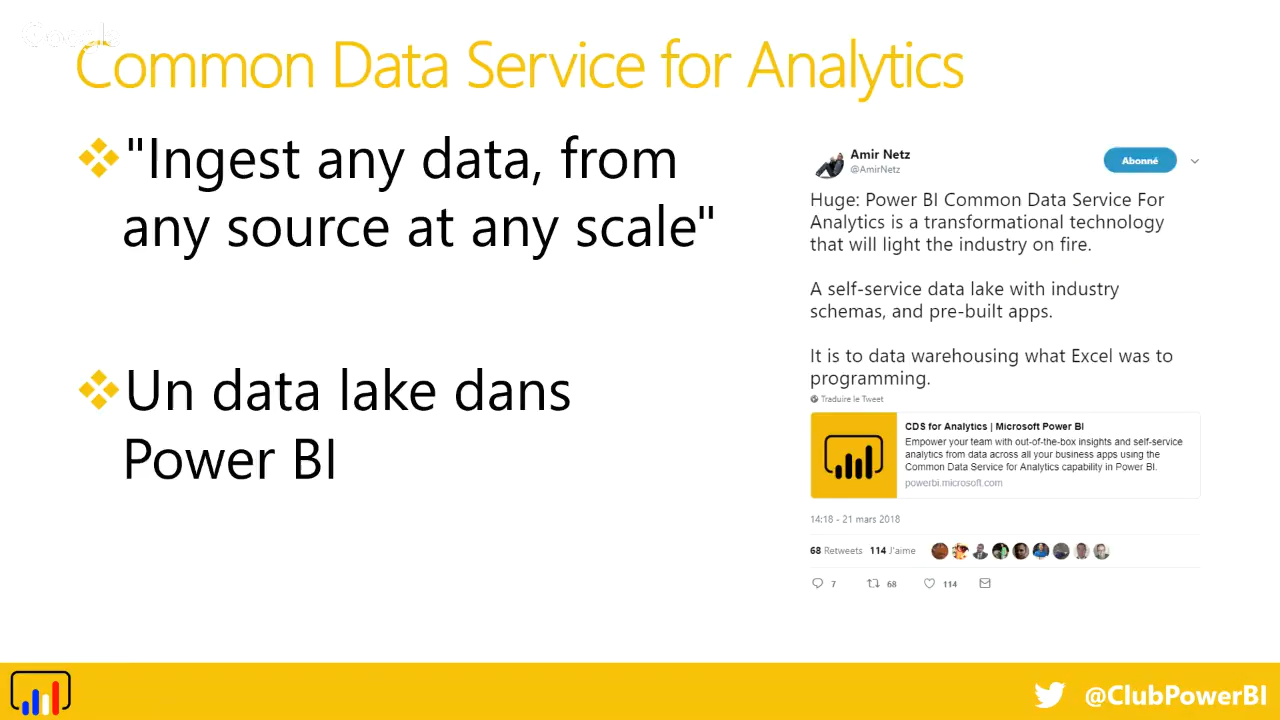 Common Data Service for Analytics
"Ingest any data, from
any source at any scale"
Un data lake dans
Power BI
Amir Netz
@AmirNetz
Abonné
Huge: Power BI Common Data Service For
Analytics is a transformational technology
that will light the industry on fire.
A self-service data lake with industry
schemas, and pre-built apps.
It is to data warehousing what Excel was to
programming.
Traduire le Tweet
CDS for Analytics | Microsoft Power BI
Empower your team with out-of-the-box insights and self-service
analytics from data across all your business apps using the
Common Data Service for Analytics capability in Power BI.
powerbi.microsoft.com
14:18 - 21 mars 2018
68 Retweets 114 J'aime
7 68 114
@ClubPowerBI